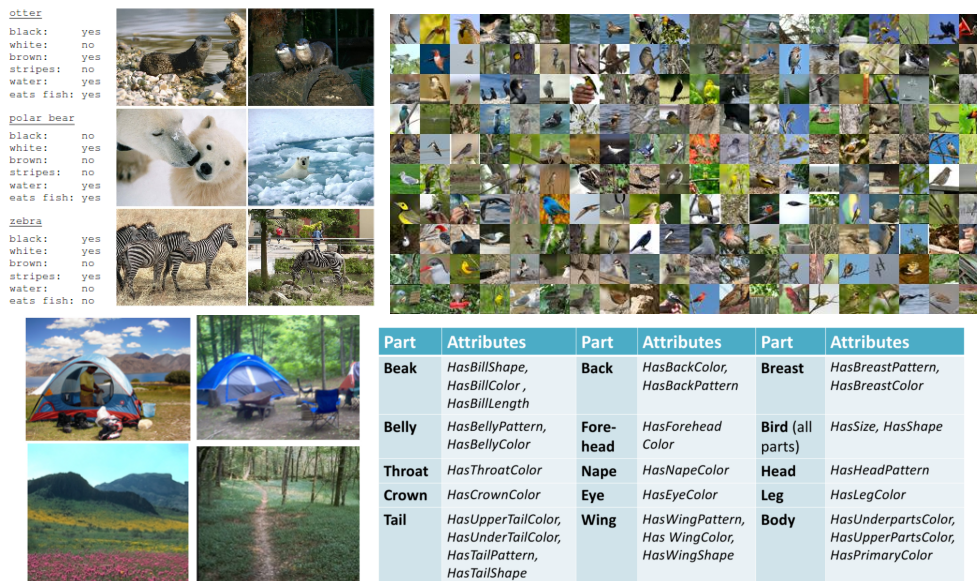 otter
black: yes
white: no
brown: yes
stripes: no
water: yes
eats fish: yes
polar bear
black: no
white: yes
brown: no
stripes: no
water: yes
eats fish: yes
zebra
black: yes
white: yes
brown: no
stripes: yes
water: no
eats fish: no
Part Attributes Part Attributes Part Attributes
Beak HasBillShape, HasBillColor , HasBillLength
Back HasBackColor, HasBackPattern
Breast HasBreastPattern, HasBreastColor
Belly HasBellyPattern, HasBellyColor
Fore-head HasForehead Color
Bird (all parts) HasSize, HasShape
Throat HasThroatColor
Nape HasNapeColor
Head HasHeadPattern
Crown HasCrownColor
Eye HasEyeColor
Leg HasLegColor
Tail HasUpperTailColor, HasUnderTailColor, HasTailPattern, HasTailShape
Wing HasWingPattern, Has WingColor, HasWingShape
Body HasUnderpartsColor, HasUpperPartsColor, HasPrimaryColor